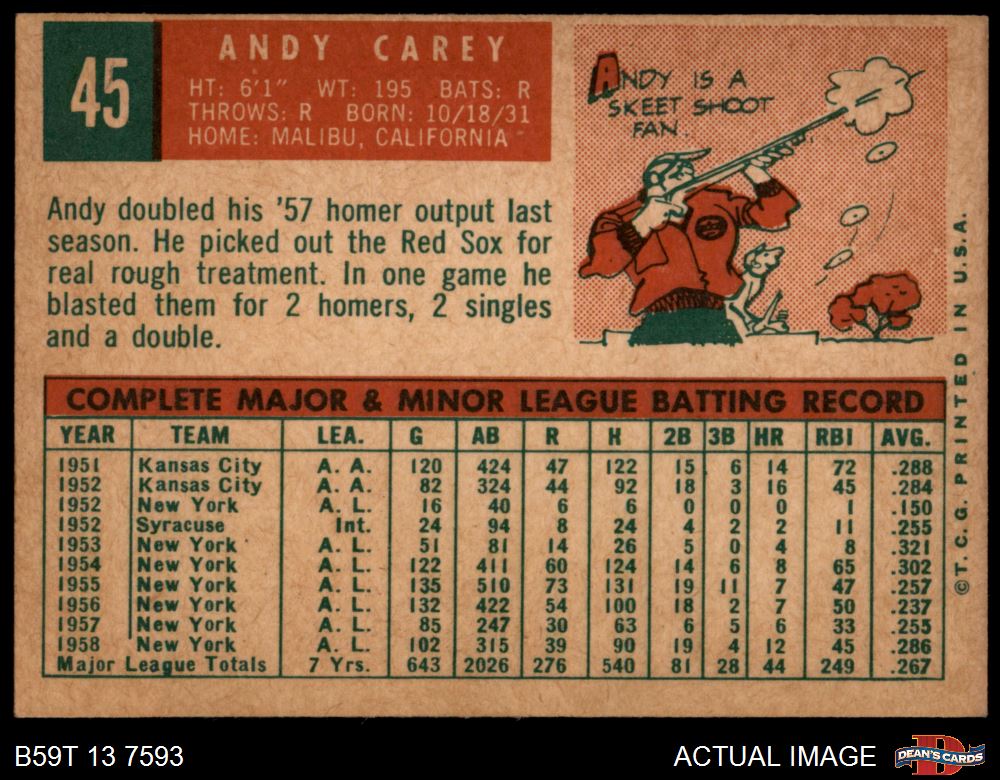 45
ANDY CAREY
HT: 6'1" WT: 195 BATS: R
THROWS: R BORN: 10/18/31
HOME: MALIBU, CALIFORNIA
ANDY IS A
SKEET SHOOT
FAN.
Andy doubled his '57 homer output last
season. He picked out the Red Sox for
real rough treatment. In one game he
blasted them for 2 homers, 2 singles
and a double.
COMPLETE MAJOR & MINOR LEAGUE BATTING RECORD
YEAR TEAM LEA. G AB R H 2B 3B HR RBI AVG.
1951 Kansas City A. A. 120 424 47 122 15 6 14 72 .288
1952 Kansas City A. A. 82 324 44 92 18 3 16 45 .284
1952 New York A. L. 16 40 6 6 0 0 0 1 .150
1952 Syracuse Int. 24 94 8 24 4 2 2 11 .255
1953 New York A. L. 51 81 14 26 5 0 4 8 .321
1954 New York A. L. 122 411 60 124 14 6 8 65 .302
1955 New York A. L. 135 510 73 131 19 11 7 47 .257
1956 New York A. L. 132 422 54 100 18 2 7 50 .237
1957 New York A. L. 85 247 30 63 6 5 6 33 .255
1958 New York A. L. 102 315 39 90 19 4 12 45 .286
Major League Totals 7 Yrs. 643 2026 276 540 81 28 44 249 .267
©T.C.G. PRINTED IN U.S.A.
B59T 13 7593
ACTUAL IMAGE
D
DEAN'S CARDS